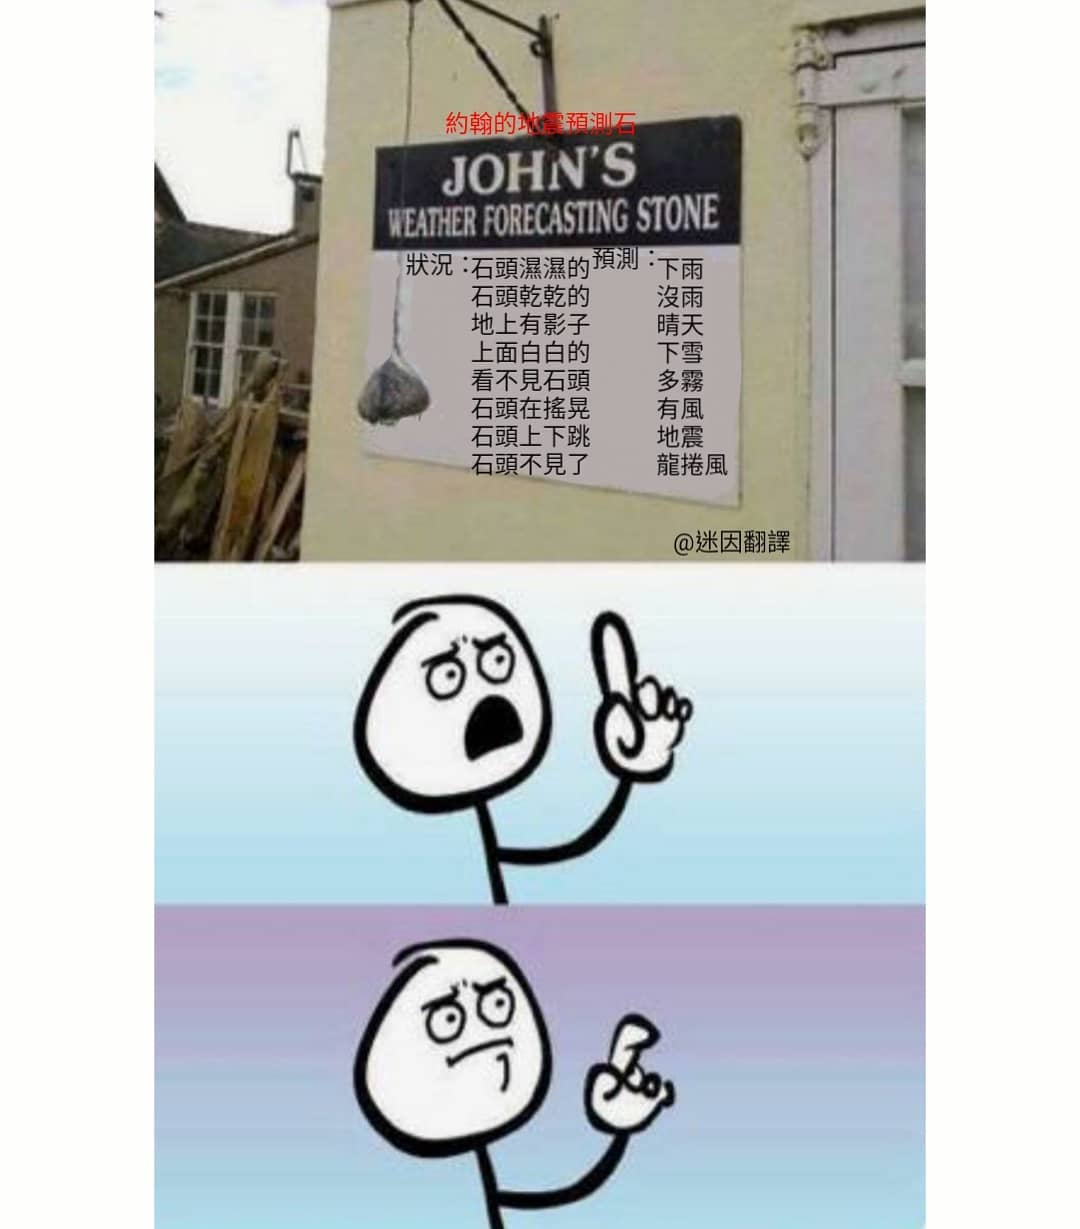 約翰的地震預測石
JOHN'S
WEATHER FORECASTING STONE
狀況：預測：
石頭濕濕的 下雨
石頭乾乾的 沒雨
地上有影子 晴天
上面白白的 下雪
看不見石頭 多霧
石頭在搖晃 有風
石頭上下跳 地震
石頭不見了 龍捲風
@迷因翻譯